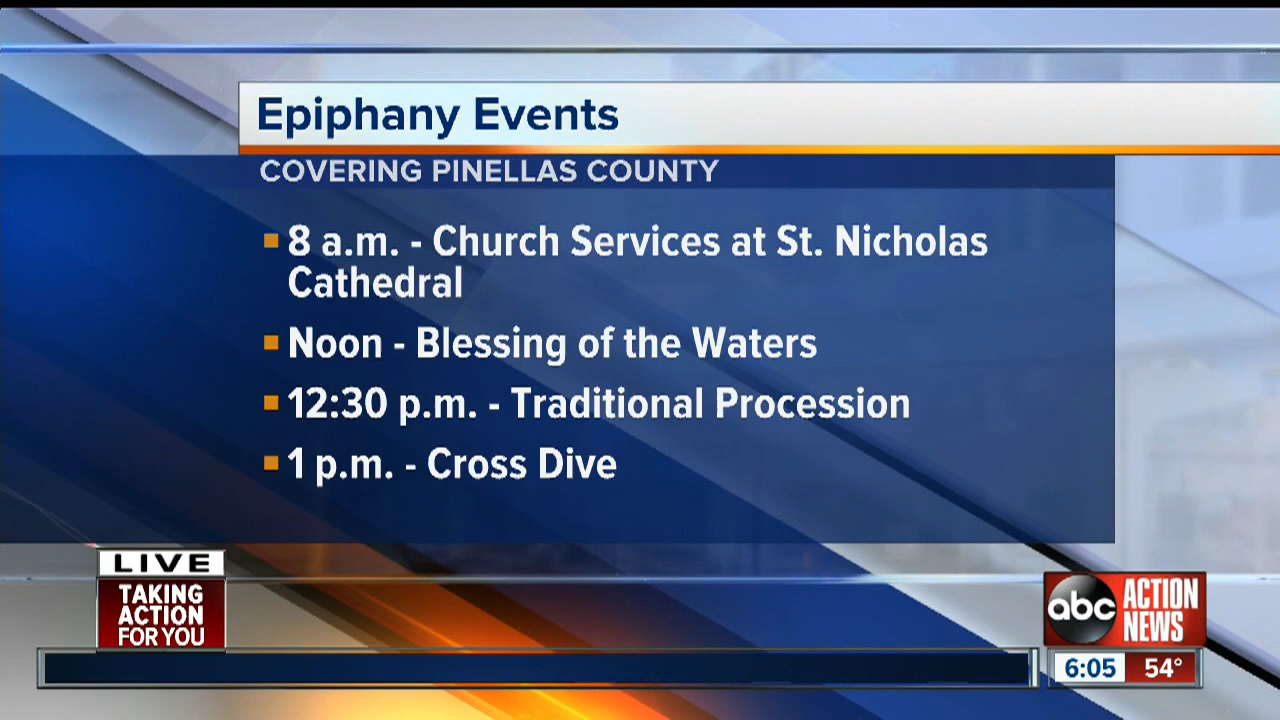 Epiphany Events
COVERING PINELLAS COUNTY
8 a.m. - Church Services at St. Nicholas
Cathedral
Noon - Blessing of the Waters
12:30 p.m. - Traditional Procession
1 p.m. - Cross Dive
LIVE
TAKING
ACTION
FOR YOU
abc ACTION
NEWS
6:05 54°